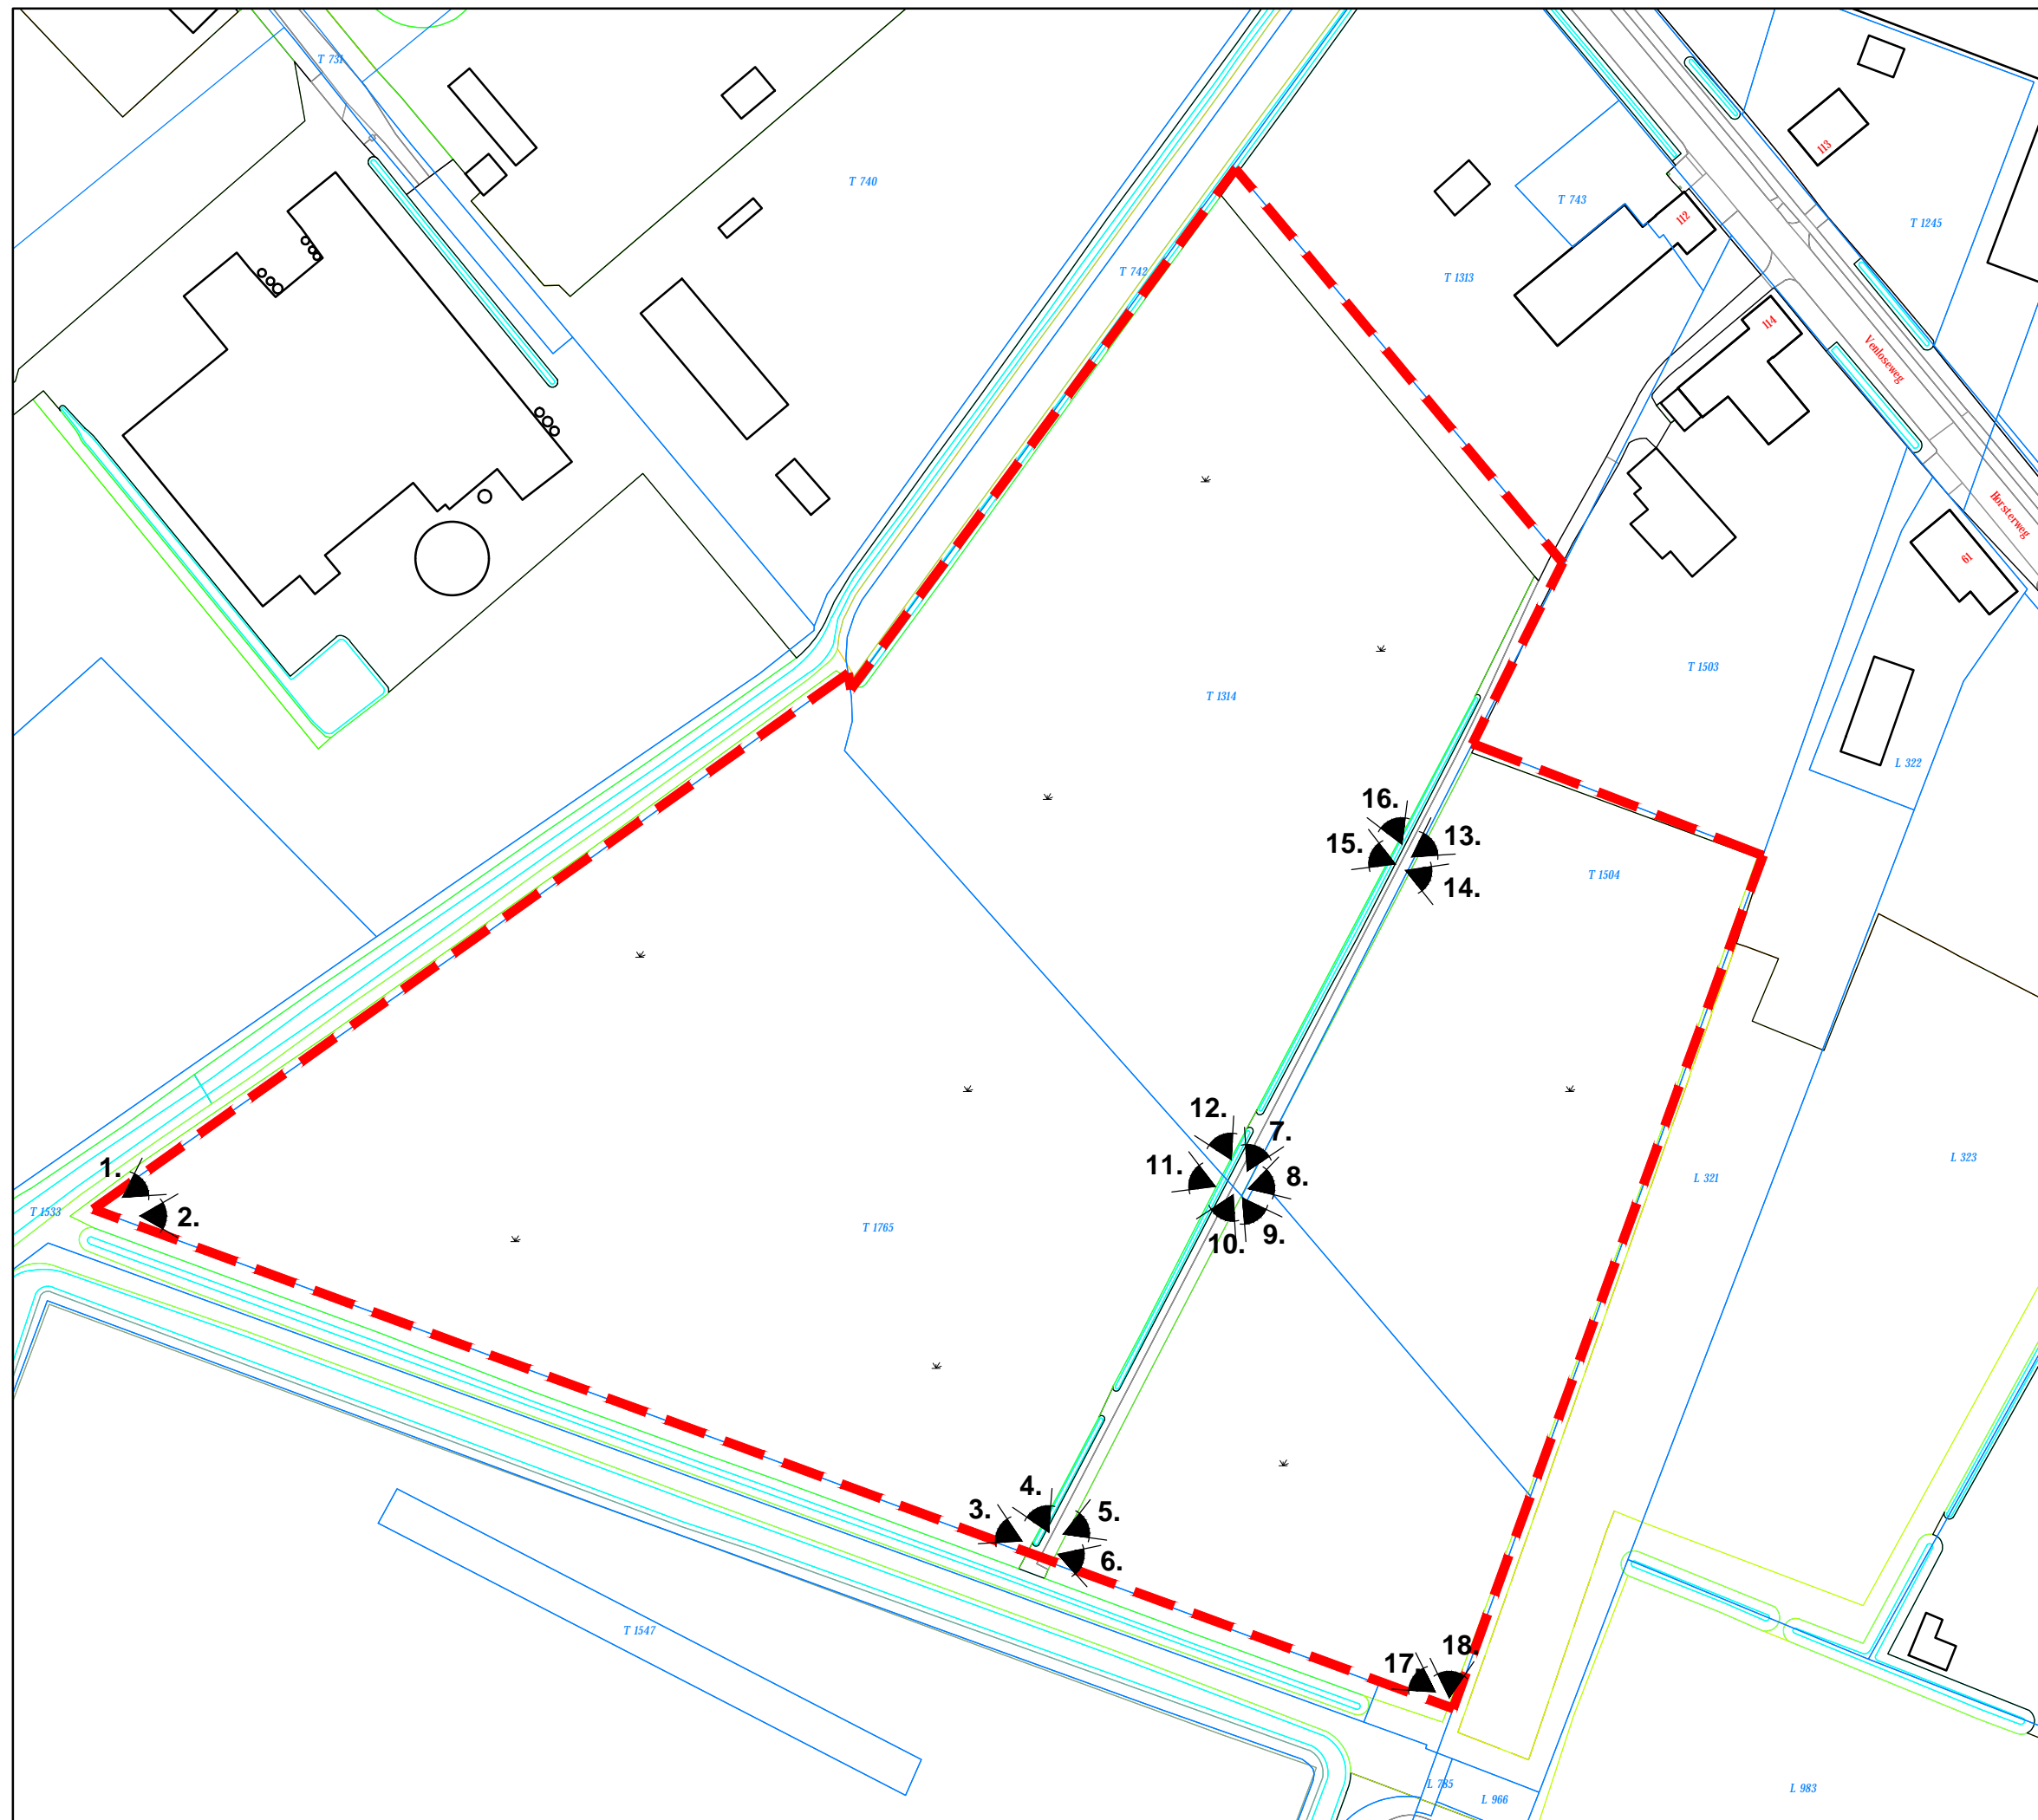 T 731
113
T 740
T 743
112
T 1245
T 742
T 1313
114
Venloseweg
Horsterweg
61
T 1503
T 1314
L 322
16.
13.
15.
14.
T 1504
12.
7.
11.
8.
L 323
1.
L 321
T 1533
2.
T 1765
9.
10.
4.
3.
5.
6.
T 1547
18.
17.
L 785
L 983
L 966